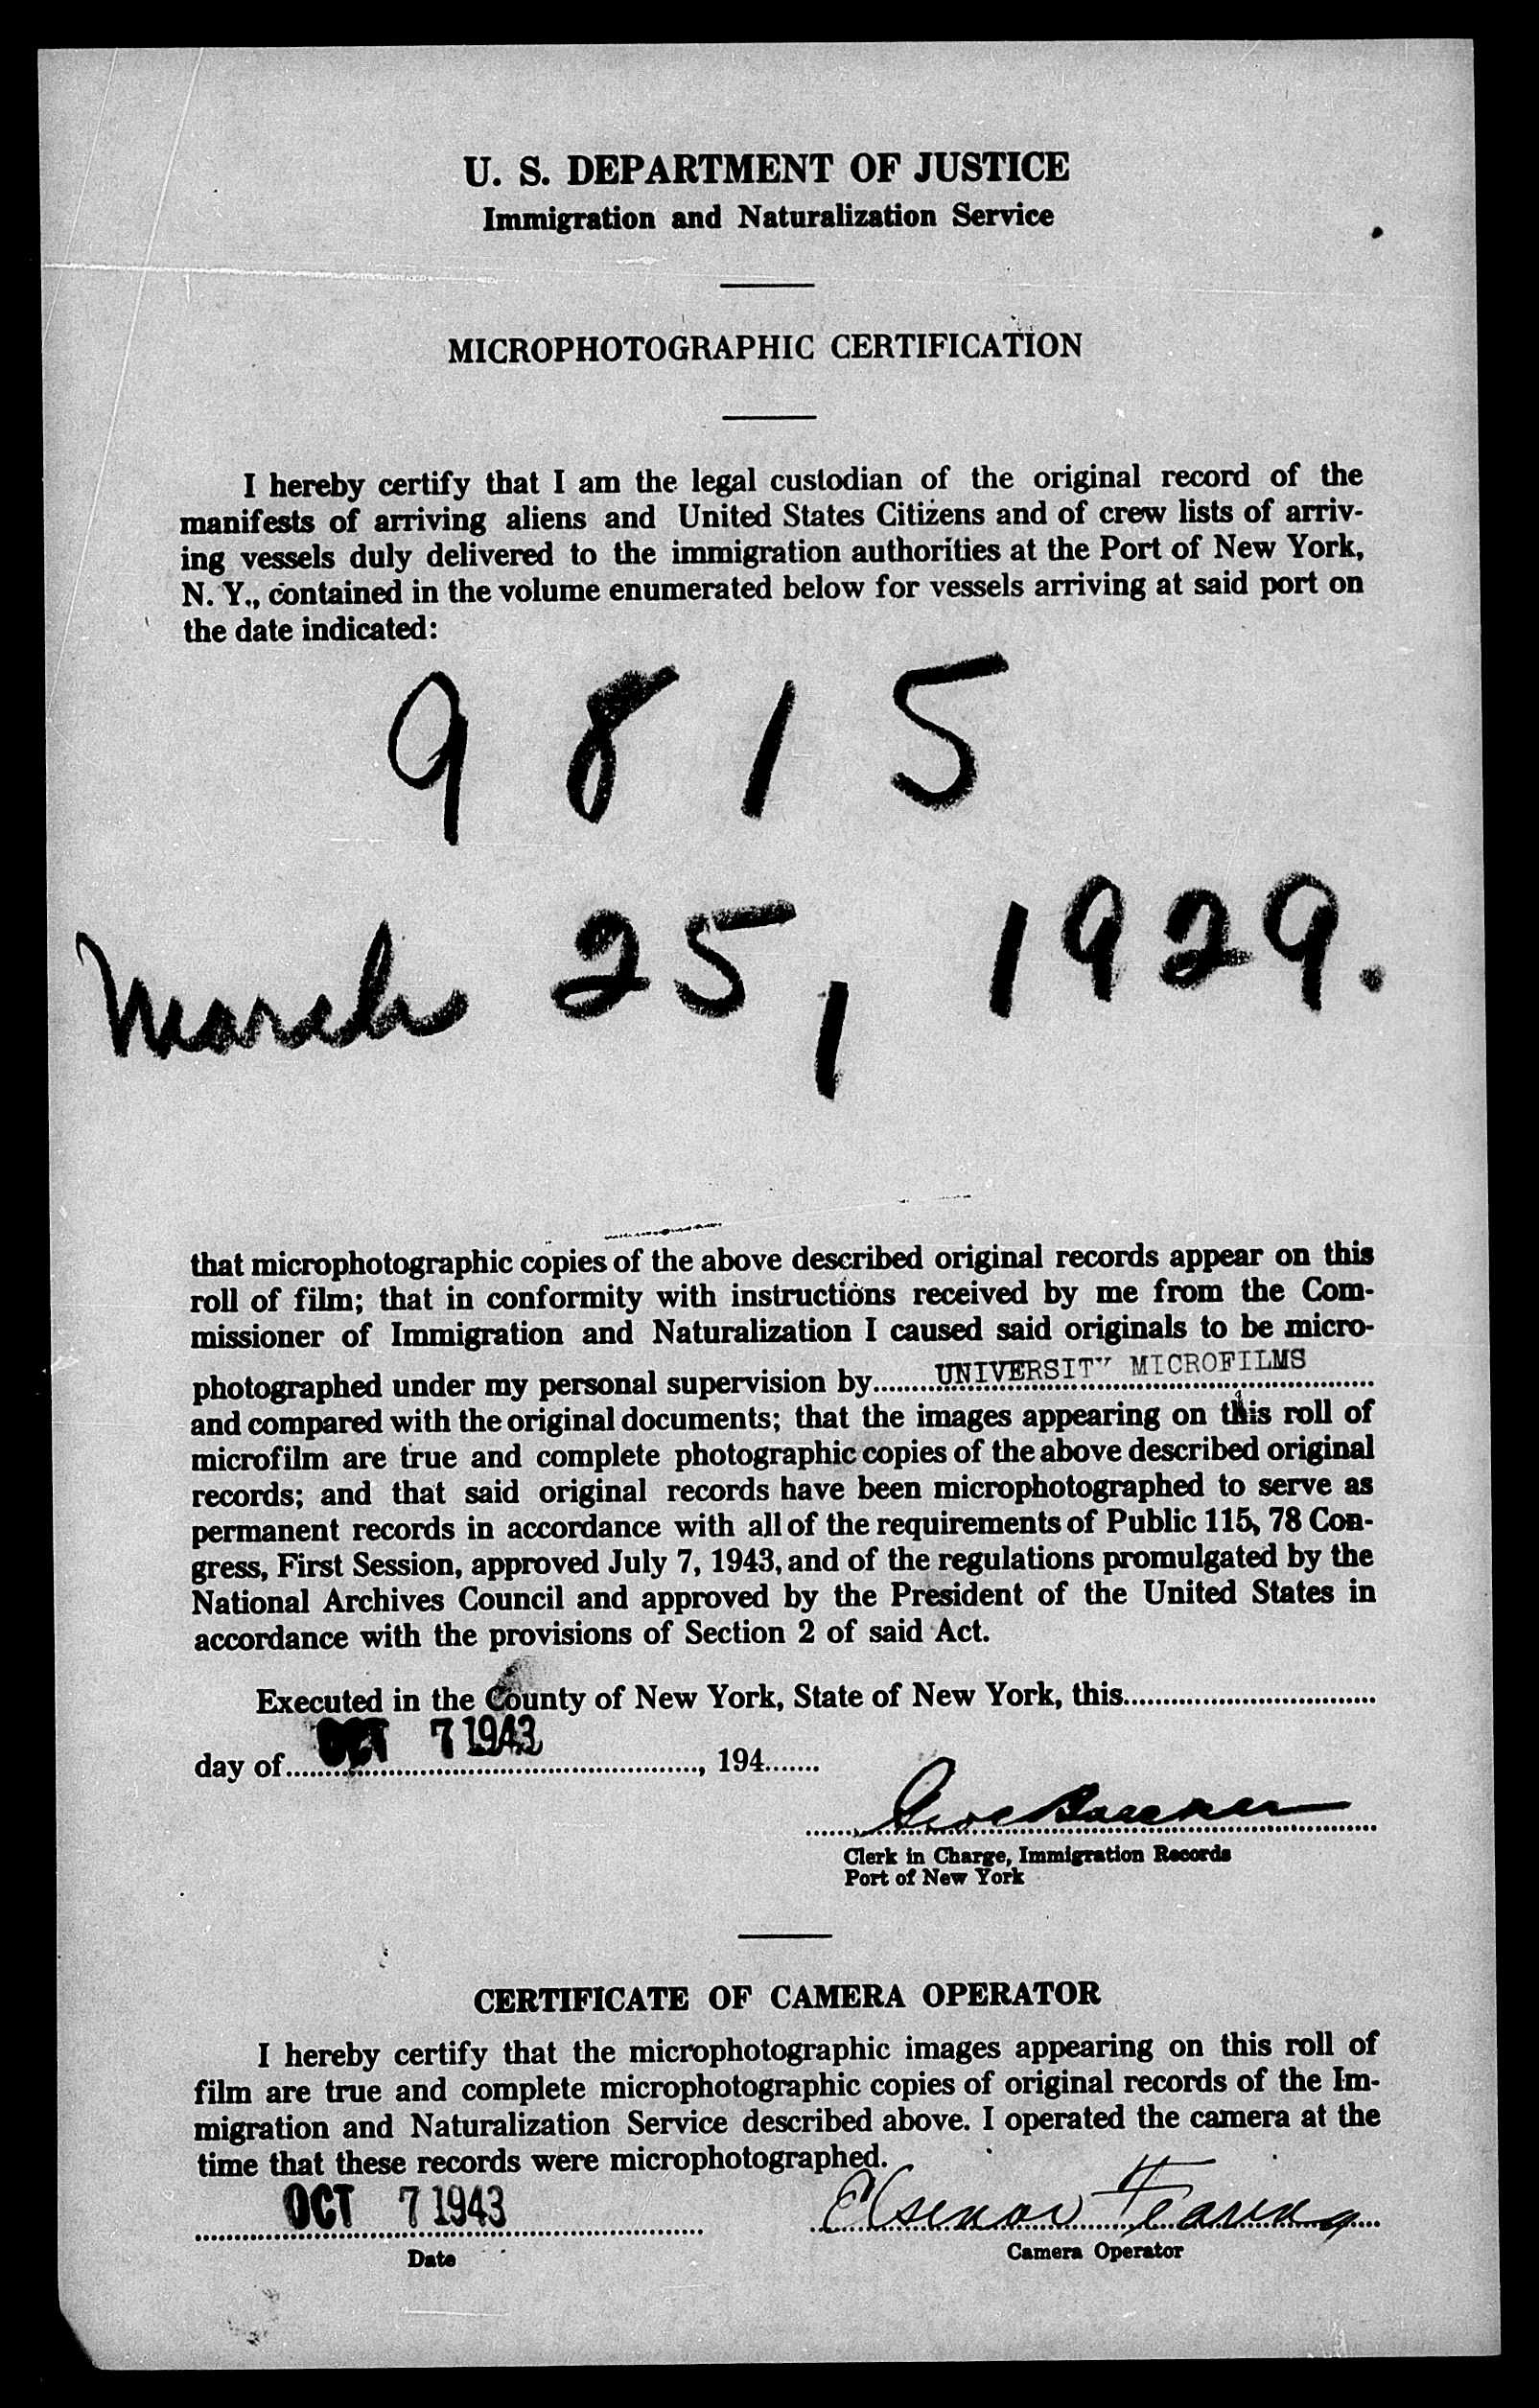 U. S. DEPARTMENT OF JUSTICE
Immigration and Naturalization Service
MICROPHOTOGRAPHIC CERTIFICATION
I hereby certify that I am the legal custodian of the original record of the
manifests of arriving aliens and United States Citizens and of crew lists of arriv-
ing vessels duly delivered to the immigration authorities at the Port of New York,
N. Y., contained in the volume enumerated below for vessels arriving at said port on
the date indicated:
9815
March 25, 1929.
that microphotographic copies of the above described original records appear on this
roll of film; that in conformity with instructions received by me from the Com-
missioner of Immigration and Naturalization I caused said originals to be micro-
photographed under my personal supervision by........UNIVERSITY MICROFILMS
and compared with the original documents; that the images appearing on this roll of
microfilm are true and complete photographic copies of the above described original
records; and that said original records have been microphotographed to serve as
permanent records in accordance with all of the requirements of Public 115, 78 Con-
gress, First Session, approved July 7, 1943, and of the regulations promulgated by the
National Archives Council and approved by the President of the United States in
accordance with the provisions of Section 2 of said Act.
Executed in the County of New York, State of New York, this................................
day of OCT 7 1943, 194.......
Clerk in Charge, Immigration Records
Port of New York
CERTIFICATE OF CAMERA OPERATOR
I hereby certify that the microphotographic images appearing on this roll of
film are true and complete microphotographic copies of original records of the Im-
migration and Naturalization Service described above. I operated the camera at the
time that these records were microphotographed.
OCT 7 1943
Date
Camera Operator